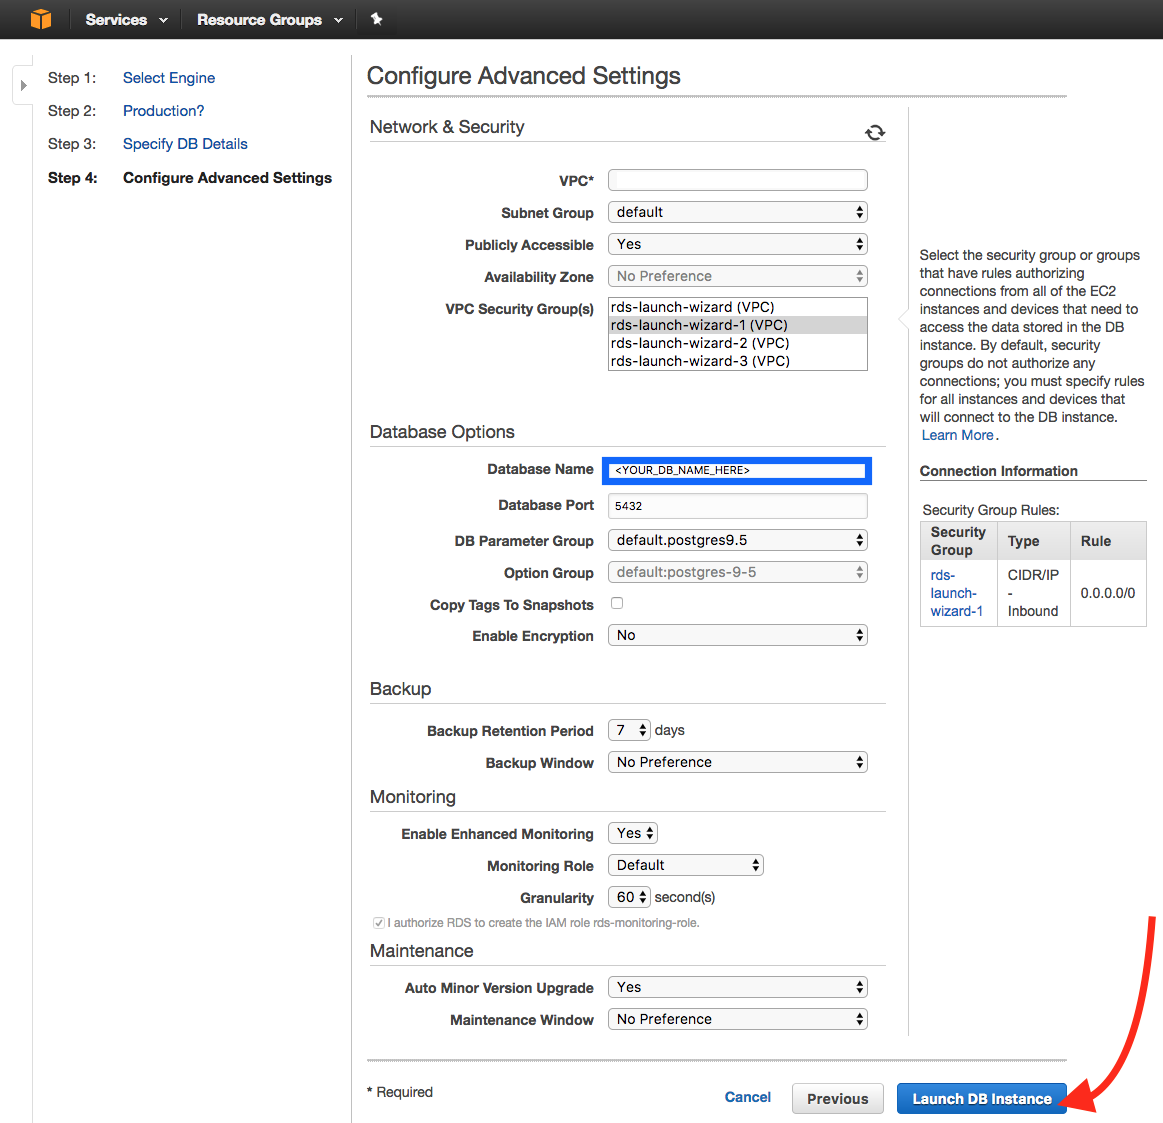 Services
Resource Groups
Step 1: Select Engine
Step 2: Production?
Step 3: Specify DB Details
Step 4: Configure Advanced Settings
Configure Advanced Settings
Network & Security
VPC*
Subnet Group default
Publicly Accessible Yes
Availability Zone No Preference
VPC Security Group(s) rds-launch-wizard (VPC)
rds-launch-wizard-1 (VPC)
rds-launch-wizard-2 (VPC)
rds-launch-wizard-3 (VPC)
Database Options
Database Name <YOUR_DB_NAME_HERE>
Database Port 5432
DB Parameter Group default.postgres9.5
Option Group default:postgres-9-5
Copy Tags To Snapshots
Enable Encryption No
Backup
Backup Retention Period 7 days
Backup Window No Preference
Monitoring
Enable Enhanced Monitoring Yes
Monitoring Role Default
Granularity 60 second(s)
I authorize RDS to create the IAM role rds-monitoring-role.
Maintenance
Auto Minor Version Upgrade Yes
Maintenance Window No Preference
* Required
Cancel
Previous
Launch DB Instance
Select the security group or groups
that have rules authorizing
connections from all of the EC2
instances and devices that need to
access the data stored in the DB
instance. By default, security
groups do not authorize any
connections; you must specify rules
for all instances and devices that
will connect to the DB instance.
Learn More.
Connection Information
Security Group Rules:
Security
Group
Type
Rule
rds-
launch-
wizard-1
CIDR/IP
-
Inbound
0.0.0.0/0